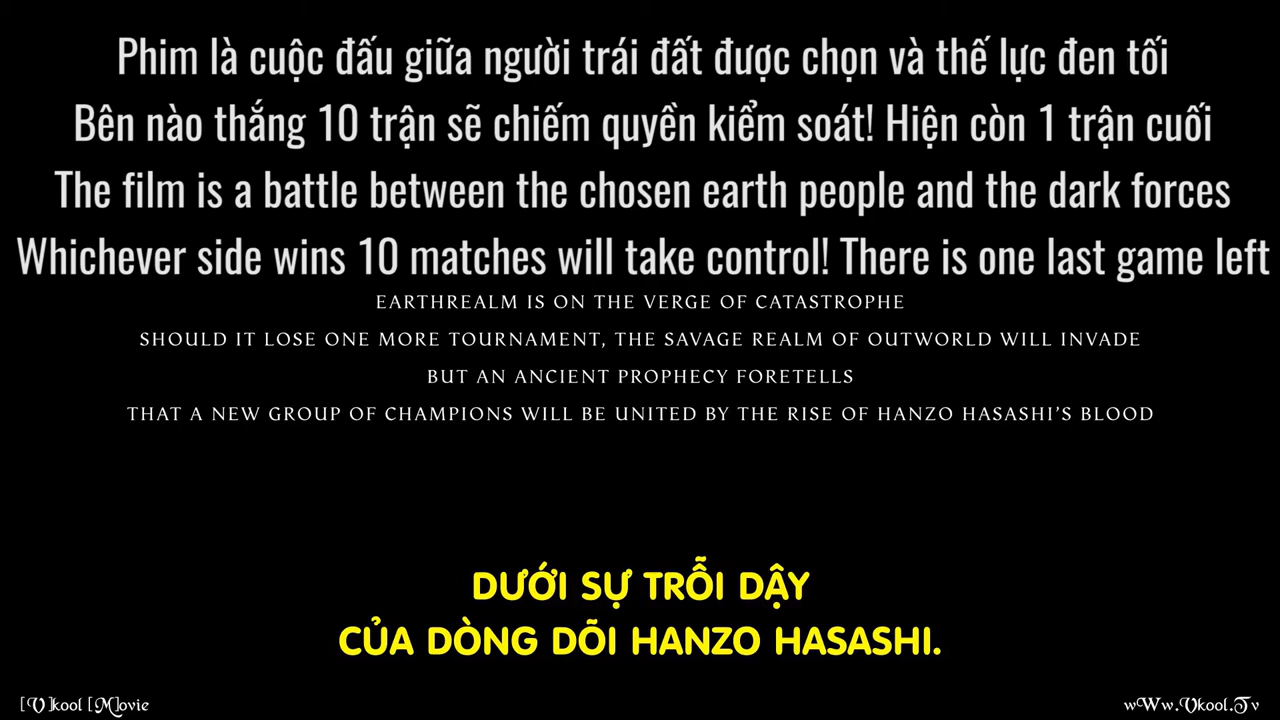 Phim là cuộc đấu giữa người trái đất được chọn và thế lực đen tối
Bên nào thắng 10 trận sẽ chiếm quyền kiểm soát! Hiện còn 1 trận cuối
The film is a battle between the chosen earth people and the dark forces
Whichever side wins 10 matches will take control! There is one last game left
EARTHREALM IS ON THE VERGE OF CATASTROPHE
SHOULD IT LOSE ONE MORE TOURNAMENT, THE SAVAGE REALM OF OUTWORLD WILL INVADE
BUT AN ANCIENT PROPHECY FORETELLS
THAT A NEW GROUP OF CHAMPIONS WILL BE UNITED BY THE RISE OF HANZO HASASHI'S BLOOD
DƯỚI SỰ TRỖI DẬY
CỦA DÒNG DÕI HANZO HASASHI.
[V]kool [M]ovie
wWw.Vkool.Tv